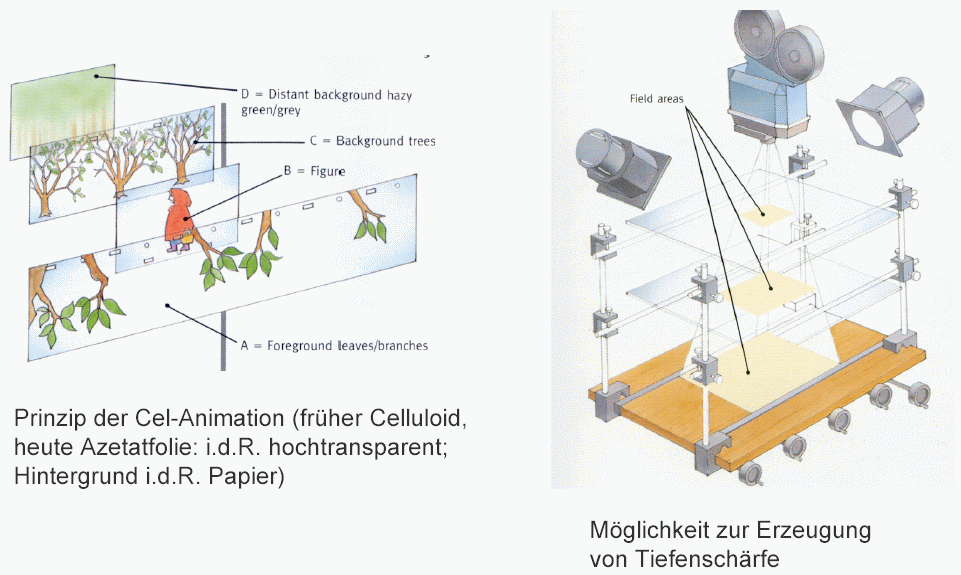 D = Distant background hazy
green/grey
C = Background trees
B = Figure
A = Foreground leaves/branches
Prinzip der Cel-Animation (früher Celluloid,
heute Azetatfolie: i.d.R. hochtransparent;
Hintergrund i.d.R. Papier)
Field areas
Möglichkeit zur Erzeugung
von Tiefenschärfe